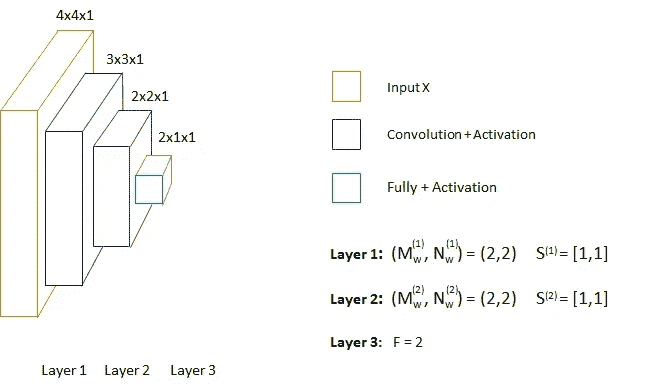 4x4x1
3x3x1
2x2x1
2x1x1
Input X
Convolution + Activation
Fully + Activation
Layer 1: (M_w^(1), N_w^(1)) = (2,2) S^(1) = [1,1]
Layer 2: (M_w^(2), N_w^(2)) = (2,2) S^(2) = [1,1]
Layer 3: F = 2
Layer 1 Layer 2 Layer 3